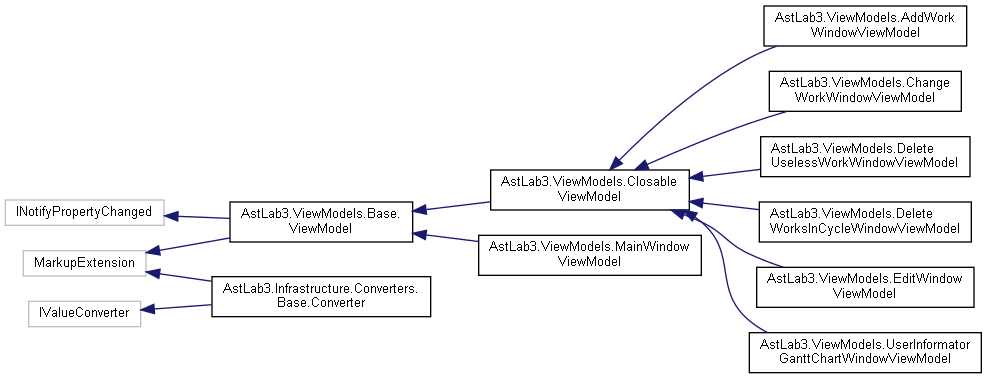 AstLab3.ViewModels.AddWork
WindowViewModel
AstLab3.ViewModels.Change
WorkWindowViewModel
AstLab3.ViewModels.Delete
UselessWorkWindowViewModel
AstLab3.ViewModels.Closable
ViewModel
INotifyPropertyChanged
AstLab3.ViewModels.Base.
ViewModel
AstLab3.ViewModels.Delete
WorksInCycleWindowViewModel
AstLab3.ViewModels.MainWindow
ViewModel
MarkupExtension
AstLab3.Infrastructure.Converters.
Base.Converter
AstLab3.ViewModels.EditWindow
ViewModel
IValueConverter
AstLab3.ViewModels.UserInformator
GanttChartWindowViewModel